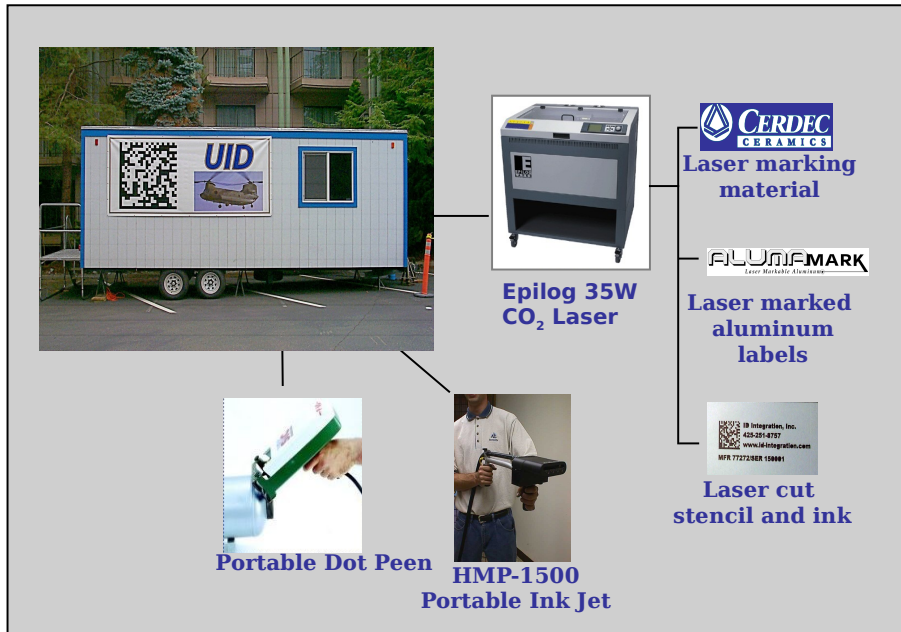 UID
CERDEC
CERAMICS
Laser marking
material
ALUMAMARK
Laser Markable Aluminum
Laser marked
aluminum
labels
Epilog 35W
CO₂ Laser
ID Integration, Inc.
425-251-8757
www.id-integration.com
MFR 77272/SER 150001
Laser cut
stencil and ink
Portable Dot Peen
HMP-1500
Portable Ink Jet